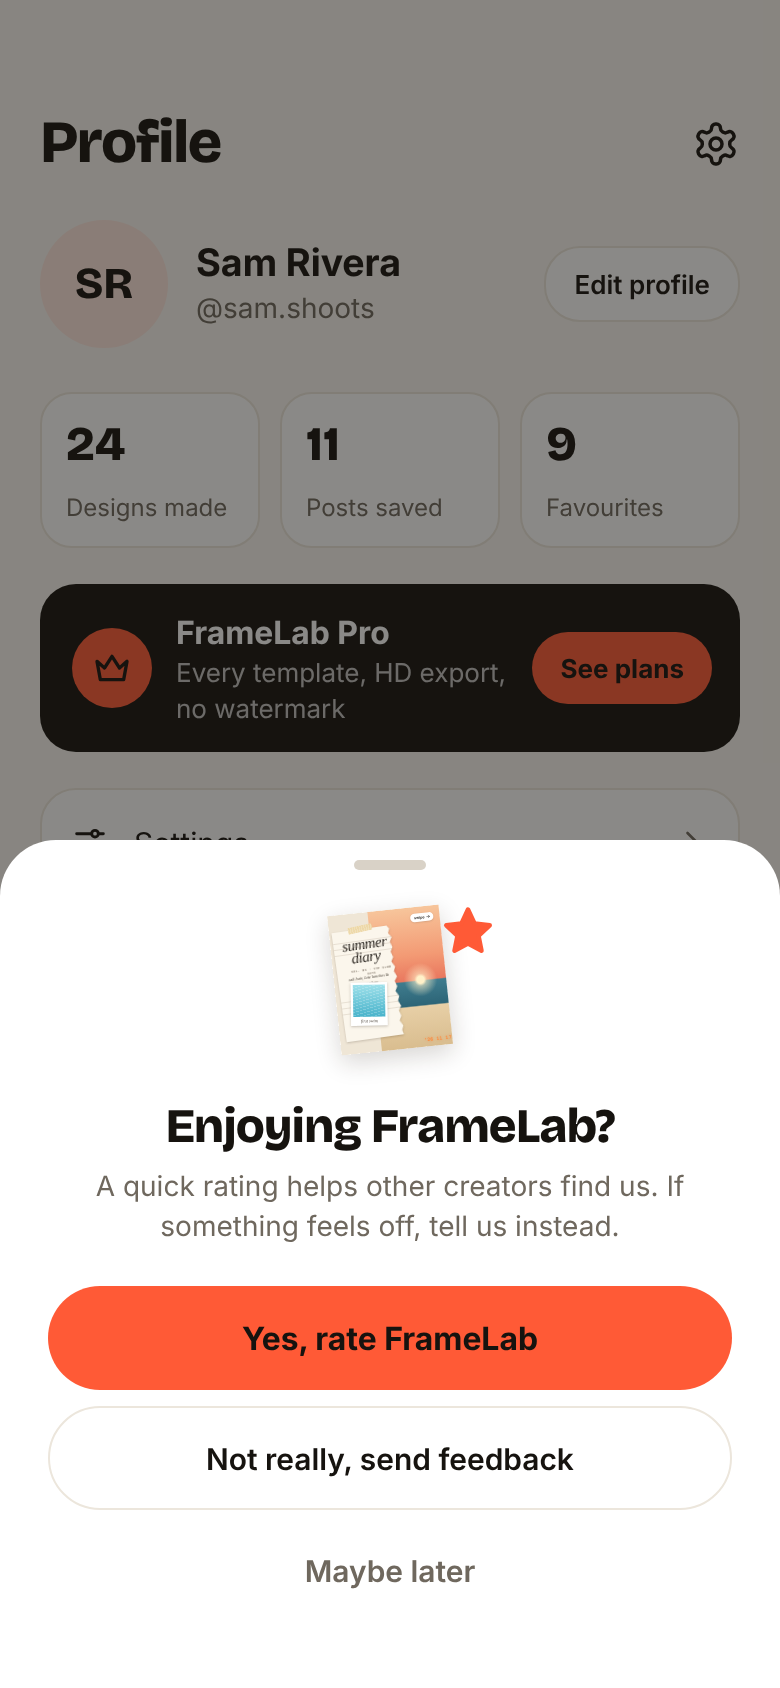 Profile
SR
Sam Rivera
@sam.shoots
Edit profile
24
Designs made
11
Posts saved
9
Favourites
FrameLab Pro
Every template, HD export,
no watermark
See plans
Settings
summer
diary
Enjoying FrameLab?
A quick rating helps other creators find us. If
something feels off, tell us instead.
Yes, rate FrameLab
Not really, send feedback
Maybe later